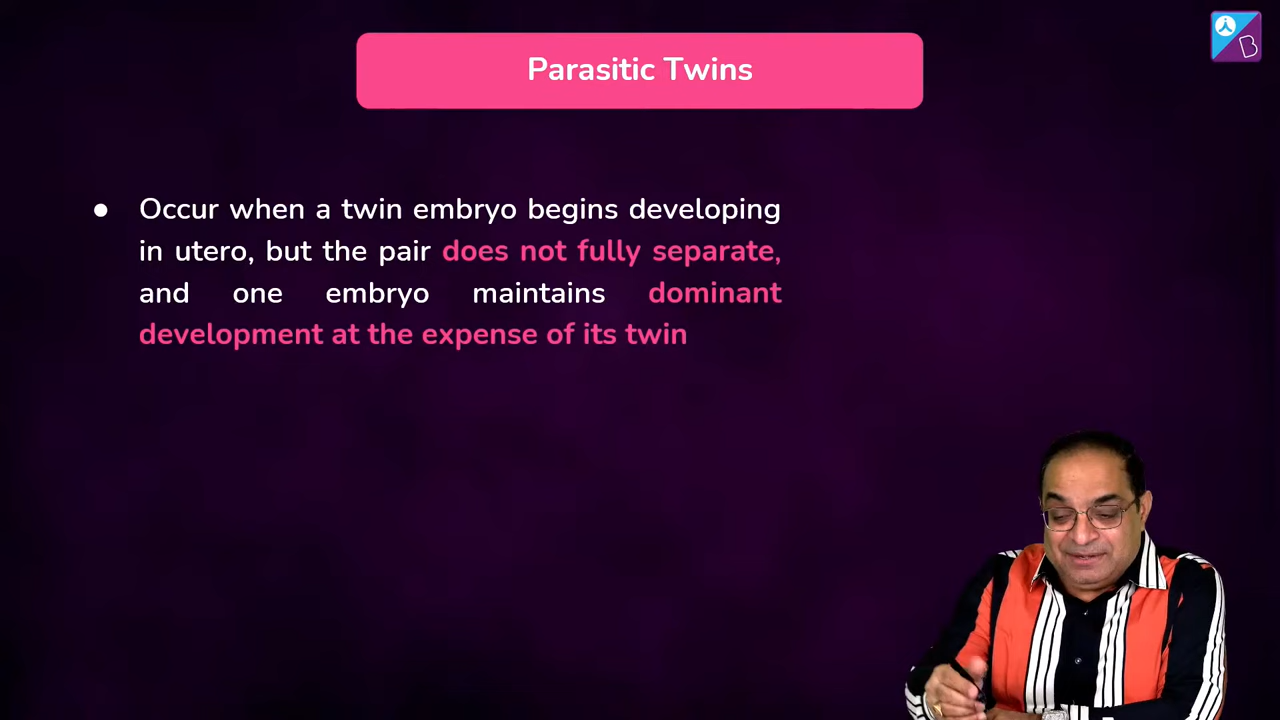 Parasitic Twins
● Occur when a twin embryo begins developing
in utero, but the pair does not fully separate,
and one embryo maintains dominant
development at the expense of its twin
B